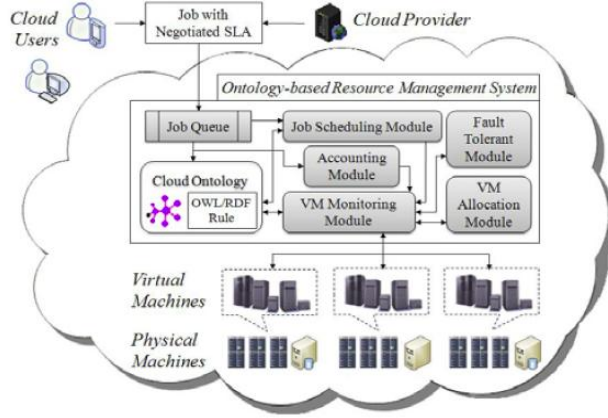 Cloud
Users
Job with
Negotiated SLA
Cloud Provider
Ontology-based Resource Management System
Job Queue
Job Scheduling Module
Fault
Tolerant
Module
Accounting
Module
Cloud Ontology
OWL/RDF
Rule
VM Monitoring
Module
VM
Allocation
Module
Virtual
Machines
Physical
Machines